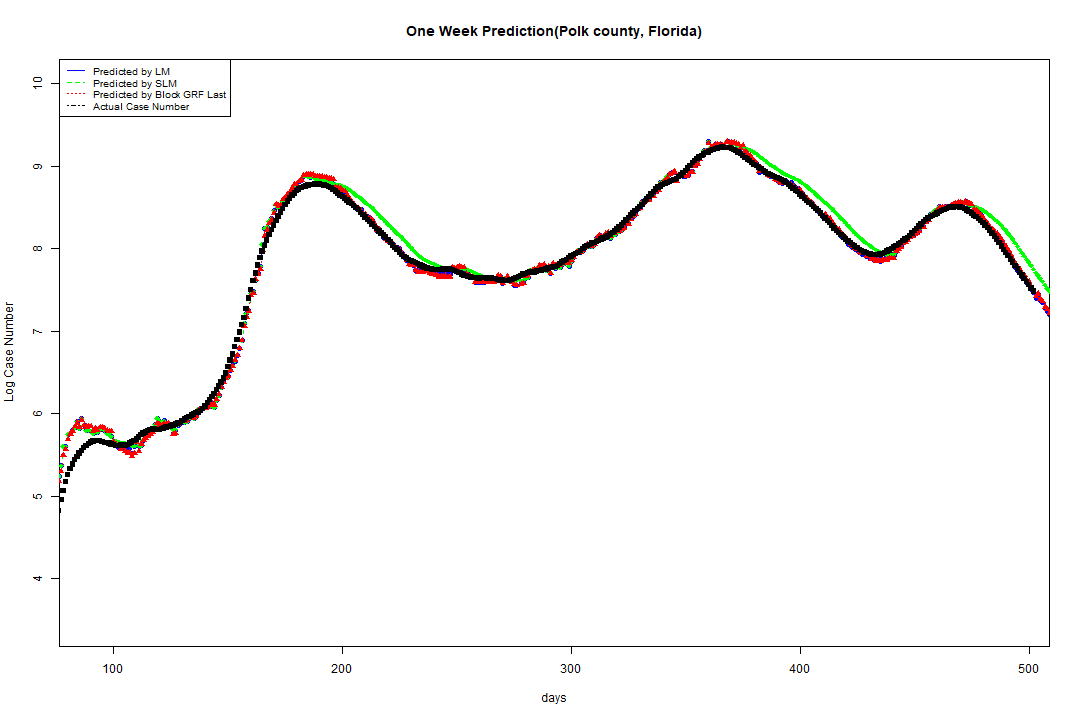 One Week Prediction(Polk county, Florida)
Predicted by LM
Predicted by SLM
Predicted by Block GRF Last
Actual Case Number
10
9
8
7
6
5
4
Log Case Number
100 200 300 400 500
days